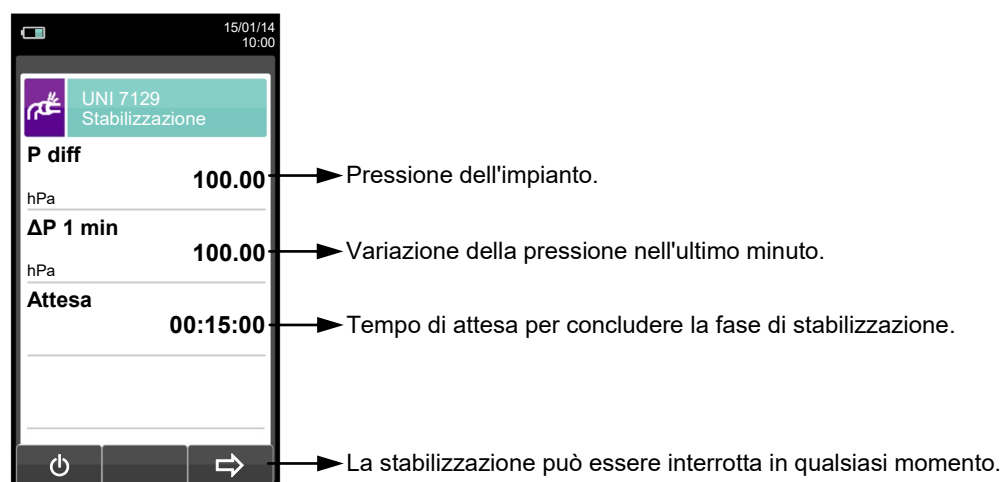 15/01/14
10:00
UNI 7129
Stabilizzazione
P diff
100.00
hPa
Pressione dell'impianto.
ΔP 1 min
100.00
hPa
Variazione della pressione nell'ultimo minuto.
Attesa
00:15:00
Tempo di attesa per concludere la fase di stabilizzazione.
La stabilizzazione può essere interrotta in qualsiasi momento.